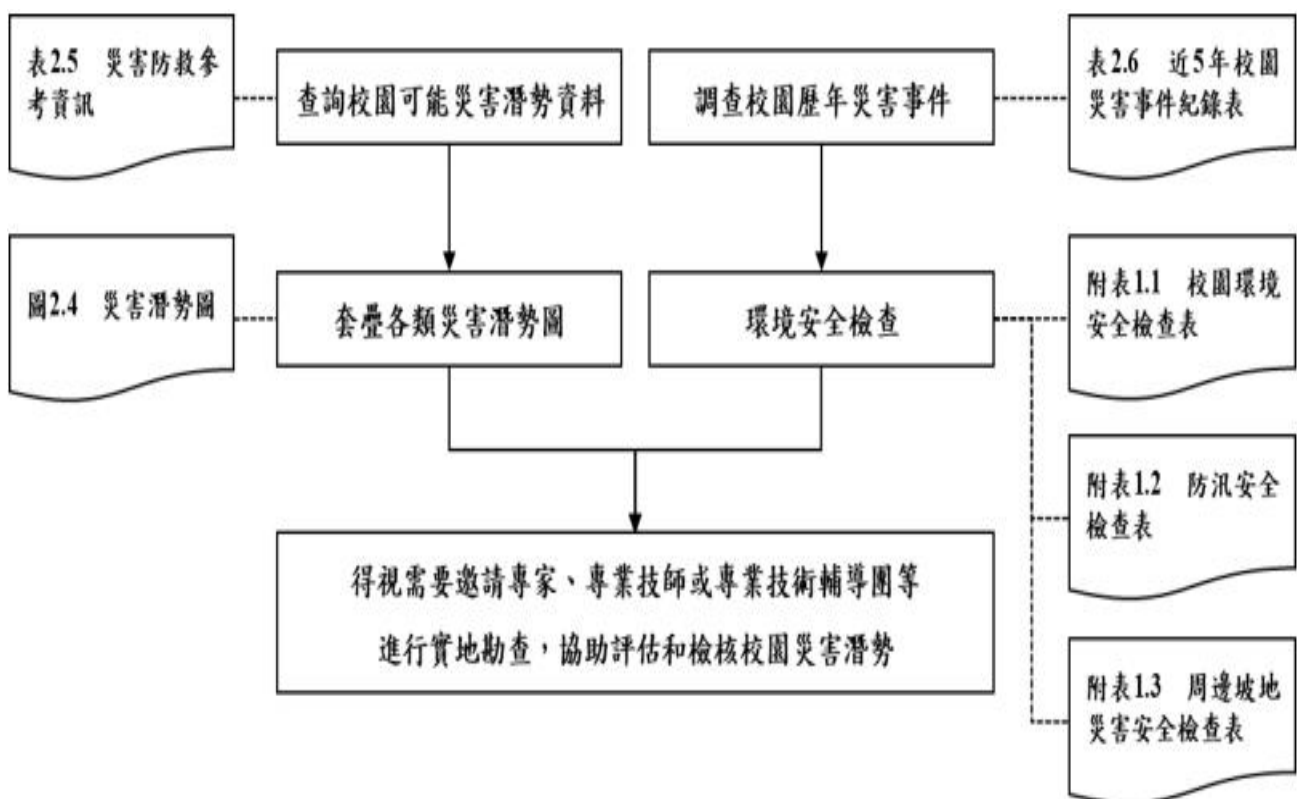 表2.5 災害防救參
考資訊
查詢校園可能災害潛勢資料
調查校園歷年災害事件
表2.6 近5年校園
災害事件紀錄表
圖2.4 災害潛勢圖
套疊各類災害潛勢圖
環境安全檢查
附表1.1 校園環境
安全檢查表
附表1.2 防汛安全
檢查表
得視需要邀請專家、專業技師或專業技術輔導團等
進行實地勘查，協助評估和檢核校園災害潛勢
附表1.3 周邊坡地
災害安全檢查表